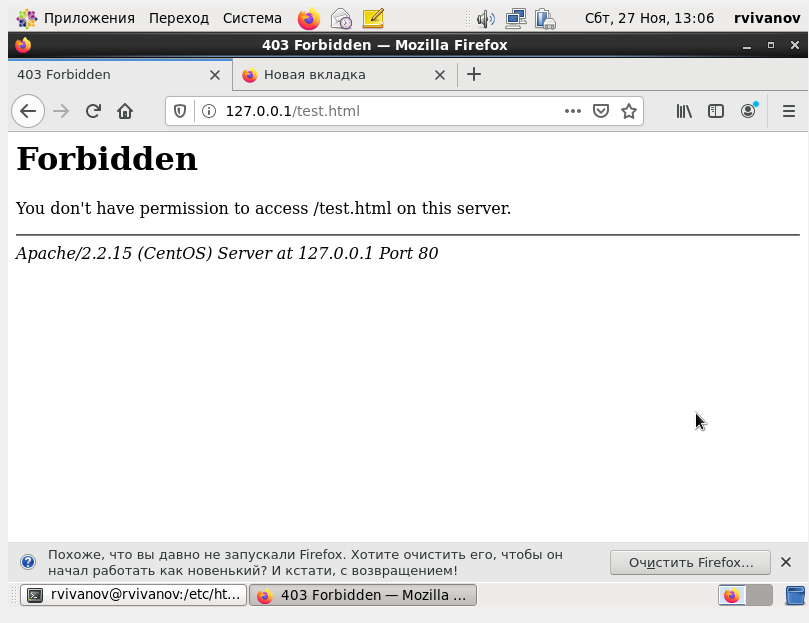 Приложения Переход Система Сбт, 27 Ноя, 13:06 rvivanov
403 Forbidden — Mozilla Firefox
403 Forbidden Новая вкладка
127.0.0.1/test.html
Forbidden
You don't have permission to access /test.html on this server.
Apache/2.2.15 (CentOS) Server at 127.0.0.1 Port 80
Похоже, что вы давно не запускали Firefox. Хотите очистить его, чтобы он
начал работать как новенький? И кстати, с возвращением!
Очистить Firefox...
rvivanov@rvivanov:/etc/ht... 403 Forbidden — Mozilla ...